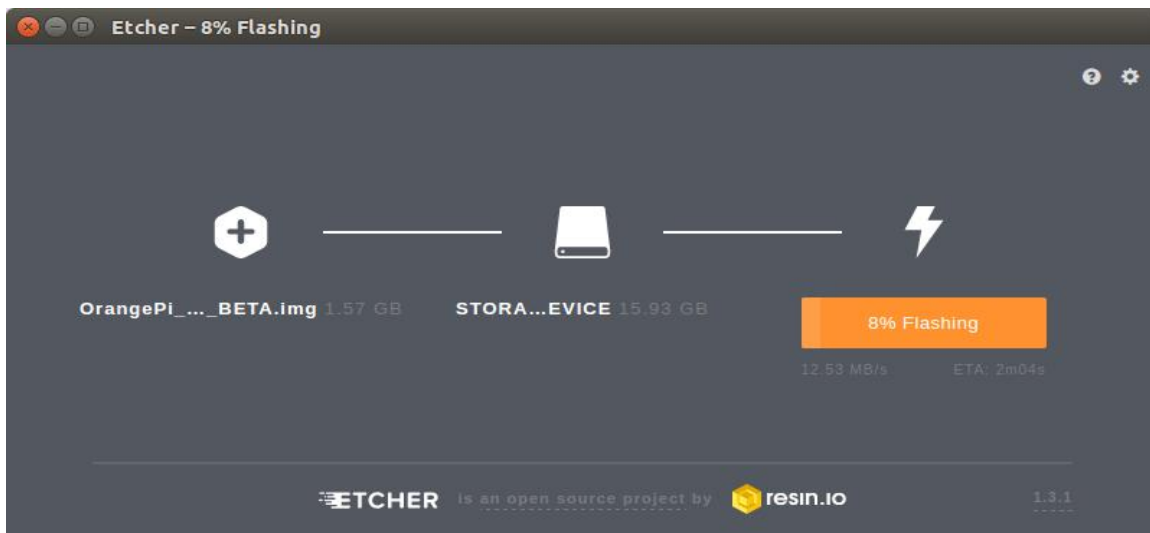 Etcher – 8% Flashing
OrangePi_..._BETA.img 1.57 GB
STORA...EVICE 15.93 GB
8% Flashing
12.53 MB/s ETA: 2m04s
ETCHER is an open source project by resin.io 1.3.1